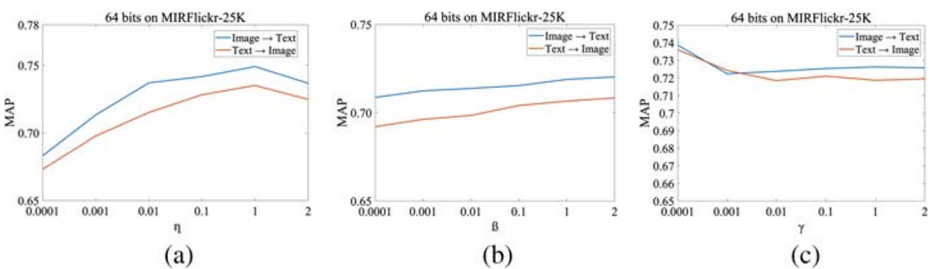 64 bits on MIRFlickr-25K
0.78
0.75
0.70
0.65
MAP
Image → Text
Text → Image
0.0001 0.001 0.01 0.1 1 2
η
(a)
64 bits on MIRFlickr-25K
0.75
0.70
0.65
MAP
Image → Text
Text → Image
0.0001 0.001 0.01 0.1 1 2
ß
(b)
64 bits on MIRFlickr-25K
0.75
0.74
0.73
0.72
0.71
0.7
0.69
0.68
0.67
0.66
0.65
MAP
Image → Text
Text → Image
0.0001 0.001 0.01 0.1 1 2
γ
(c)